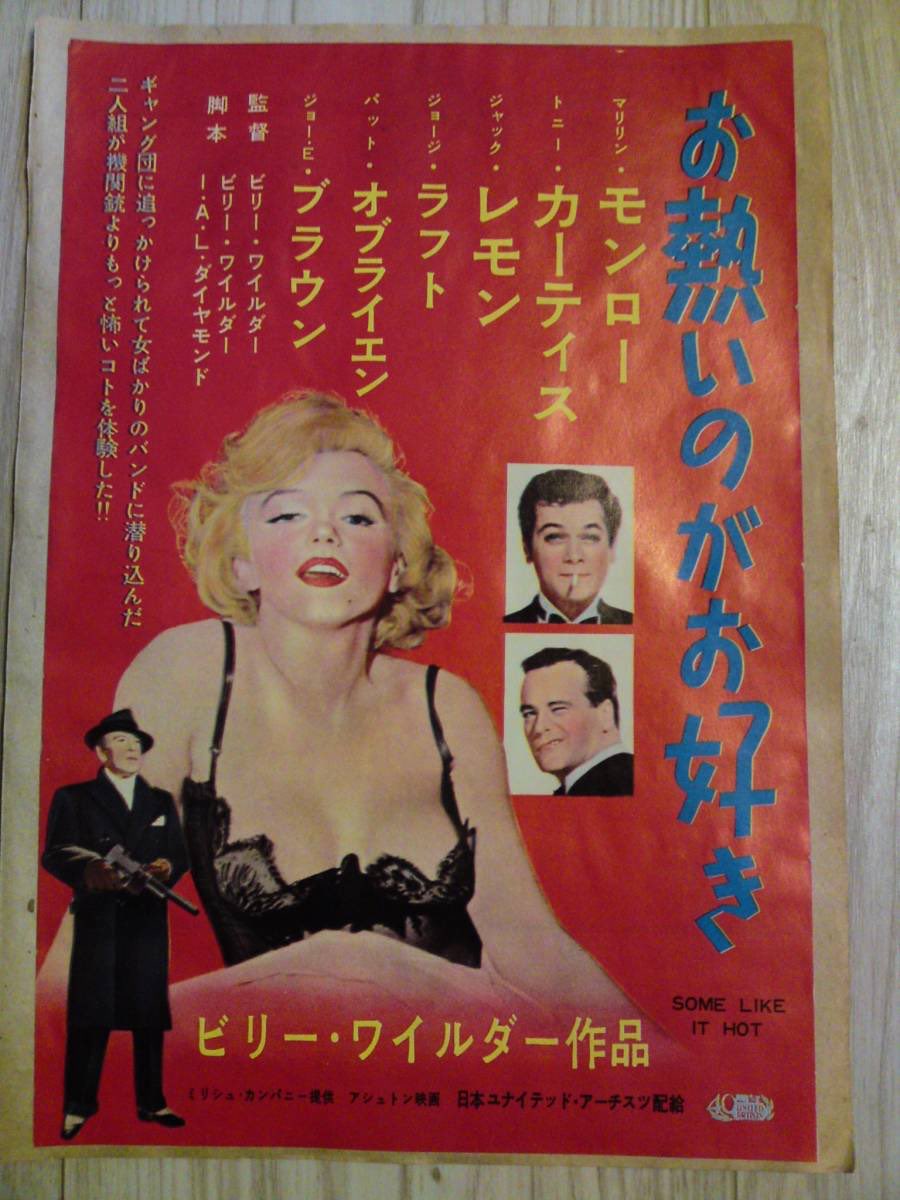 お熱いのがお好き
SOME LIKE
IT HOT
マリリン・モンロー
トニー・カーティス
ジャック・レモン
ジョージ・ラフト
パット・オブライエン
ジョー・E・ブラウン
監督 ビリー・ワイルダー
脚本 ビリー・ワイルダー
I・A・L・ダイヤモンド
ギャング団に追っかけられて女ばかりのバンドに潜り込んだ
二人組が機関銃よりもっと怖いコトを体験した!!
ビリー・ワイルダー作品
ミリシュ・カンパニー提供 アシュトン映画 日本ユナイテッド・アーチスツ配給
40
UNITED
ARTISTS